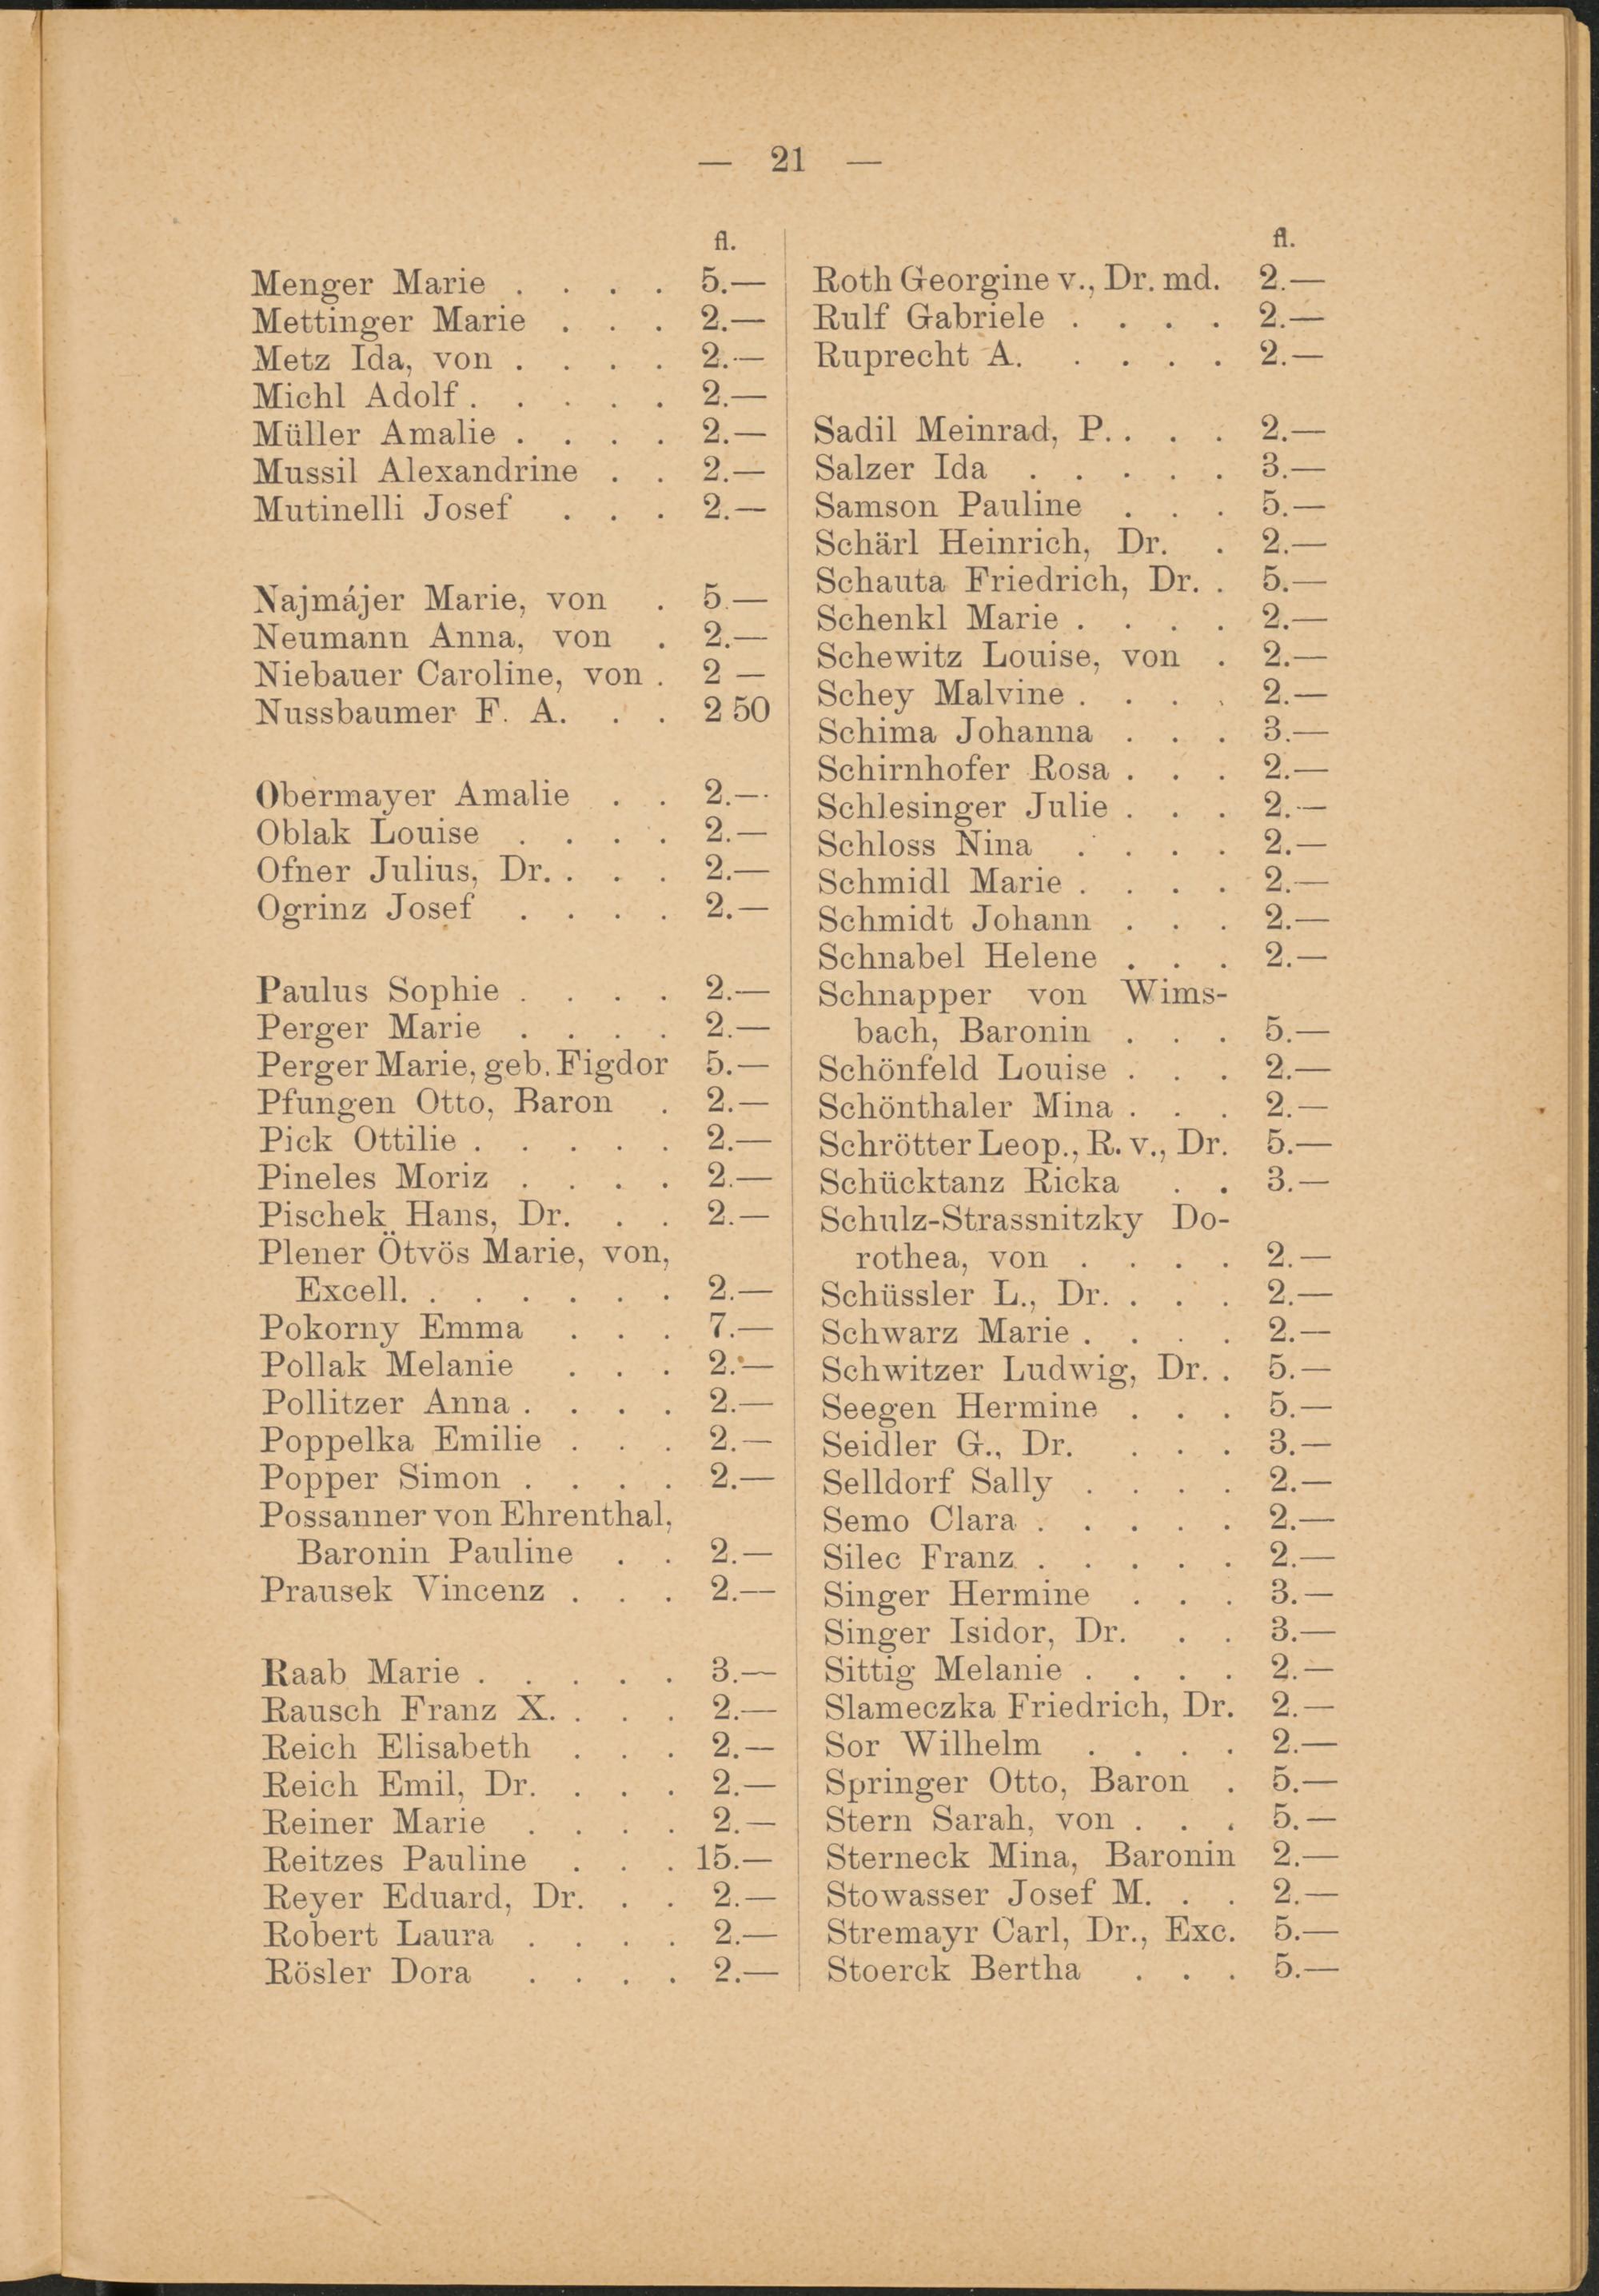 — 21 —
fl.
Menger Marie . . . . 5.—
Mettinger Marie . . . 2.—
Metz Ida, von . . . . 2.—
Michl Adolf . . . . . 2.—
Müller Amalie . . . . 2.—
Mussil Alexandrine . . 2.—
Mutinelli Josef . . . 2.—
Najmájer Marie, von . 5.—
Neumann Anna, von . 2.—
Niebauer Caroline, von . 2 —
Nussbaumer F. A. . . 2 50
Obermayer Amalie . . 2.—
Oblak Louise . . . . 2.—
Ofner Julius, Dr. . . . 2.—
Ogrinz Josef . . . . 2.—
Paulus Sophie . . . . 2.—
Perger Marie . . . . 2.—
Perger Marie, geb. Figdor 5.—
Pfungen Otto, Baron . 2.—
Pick Ottilie . . . . . 2.—
Pineles Moriz . . . . 2.—
Pischek Hans, Dr. . . 2.—
Plener Ötvös Marie, von,
Excell. . . . . . . 2.—
Pokorny Emma . . . 7.—
Pollak Melanie . . . 2.—
Pollitzer Anna . . . . 2.—
Poppelka Emilie . . . 2.—
Popper Simon . . . . 2.—
Possanner von Ehrenthal,
Baronin Pauline . . 2.—
Prausek Vincenz . . . 2.—
Raab Marie . . . . . 3.—
Rausch Franz X. . . . 2.—
Reich Elisabeth . . . 2.—
Reich Emil, Dr. . . . 2.—
Reiner Marie . . . . 2.—
Reitzes Pauline . . . 15.—
Reyer Eduard, Dr. . . 2.—
Robert Laura . . . . 2.—
Rösler Dora . . . . 2.—
fl.
Roth Georgine v., Dr. md. 2.—
Rulf Gabriele . . . . 2.—
Ruprecht A. . . . . 2.—
Sadil Meinrad, P. . . . 2.—
Salzer Ida . . . . . 3.—
Samson Pauline . . . 5.—
Schärl Heinrich, Dr. . 2.—
Schauta Friedrich, Dr. . 5.—
Schenkl Marie . . . . 2.—
Schewitz Louise, von . 2.—
Schey Malvine . . . . 2.—
Schima Johanna . . . 3.—
Schirnhofer Rosa . . . 2.—
Schlesinger Julie . . . 2.—
Schloss Nina . . . . 2.—
Schmidl Marie . . . . 2.—
Schmidt Johann . . . 2.—
Schnabel Helene . . . 2.—
Schnapper von Wims-
bach, Baronin . . . 5.—
Schönfeld Louise . . . 2.—
Schönthaler Mina . . . 2.—
Schrötter Leop., R. v., Dr. 5.—
Schücktanz Ricka . . 3.—
Schulz-Strassnitzky Do-
rothea, von . . . . 2.—
Schüssler L., Dr. . . . 2.—
Schwarz Marie . . . . 2.—
Schwitzer Ludwig, Dr. . 5.—
Seegen Hermine . . . 5.—
Seidler G., Dr. . . . 3.—
Selldorf Sally . . . . 2.—
Semo Clara . . . . . 2.—
Silec Franz . . . . . 2.—
Singer Hermine . . . 3.—
Singer Isidor, Dr. . . 3.—
Sittig Melanie . . . . 2.—
Slameczka Friedrich, Dr. 2.—
Sor Wilhelm . . . . 2.—
Springer Otto, Baron . 5.—
Stern Sarah, von . . . 5.—
Sterneck Mina, Baronin 2.—
Stowasser Josef M. . . 2.—
Stremayr Carl, Dr., Exc. 5.—
Stoerck Bertha . . . 5.—